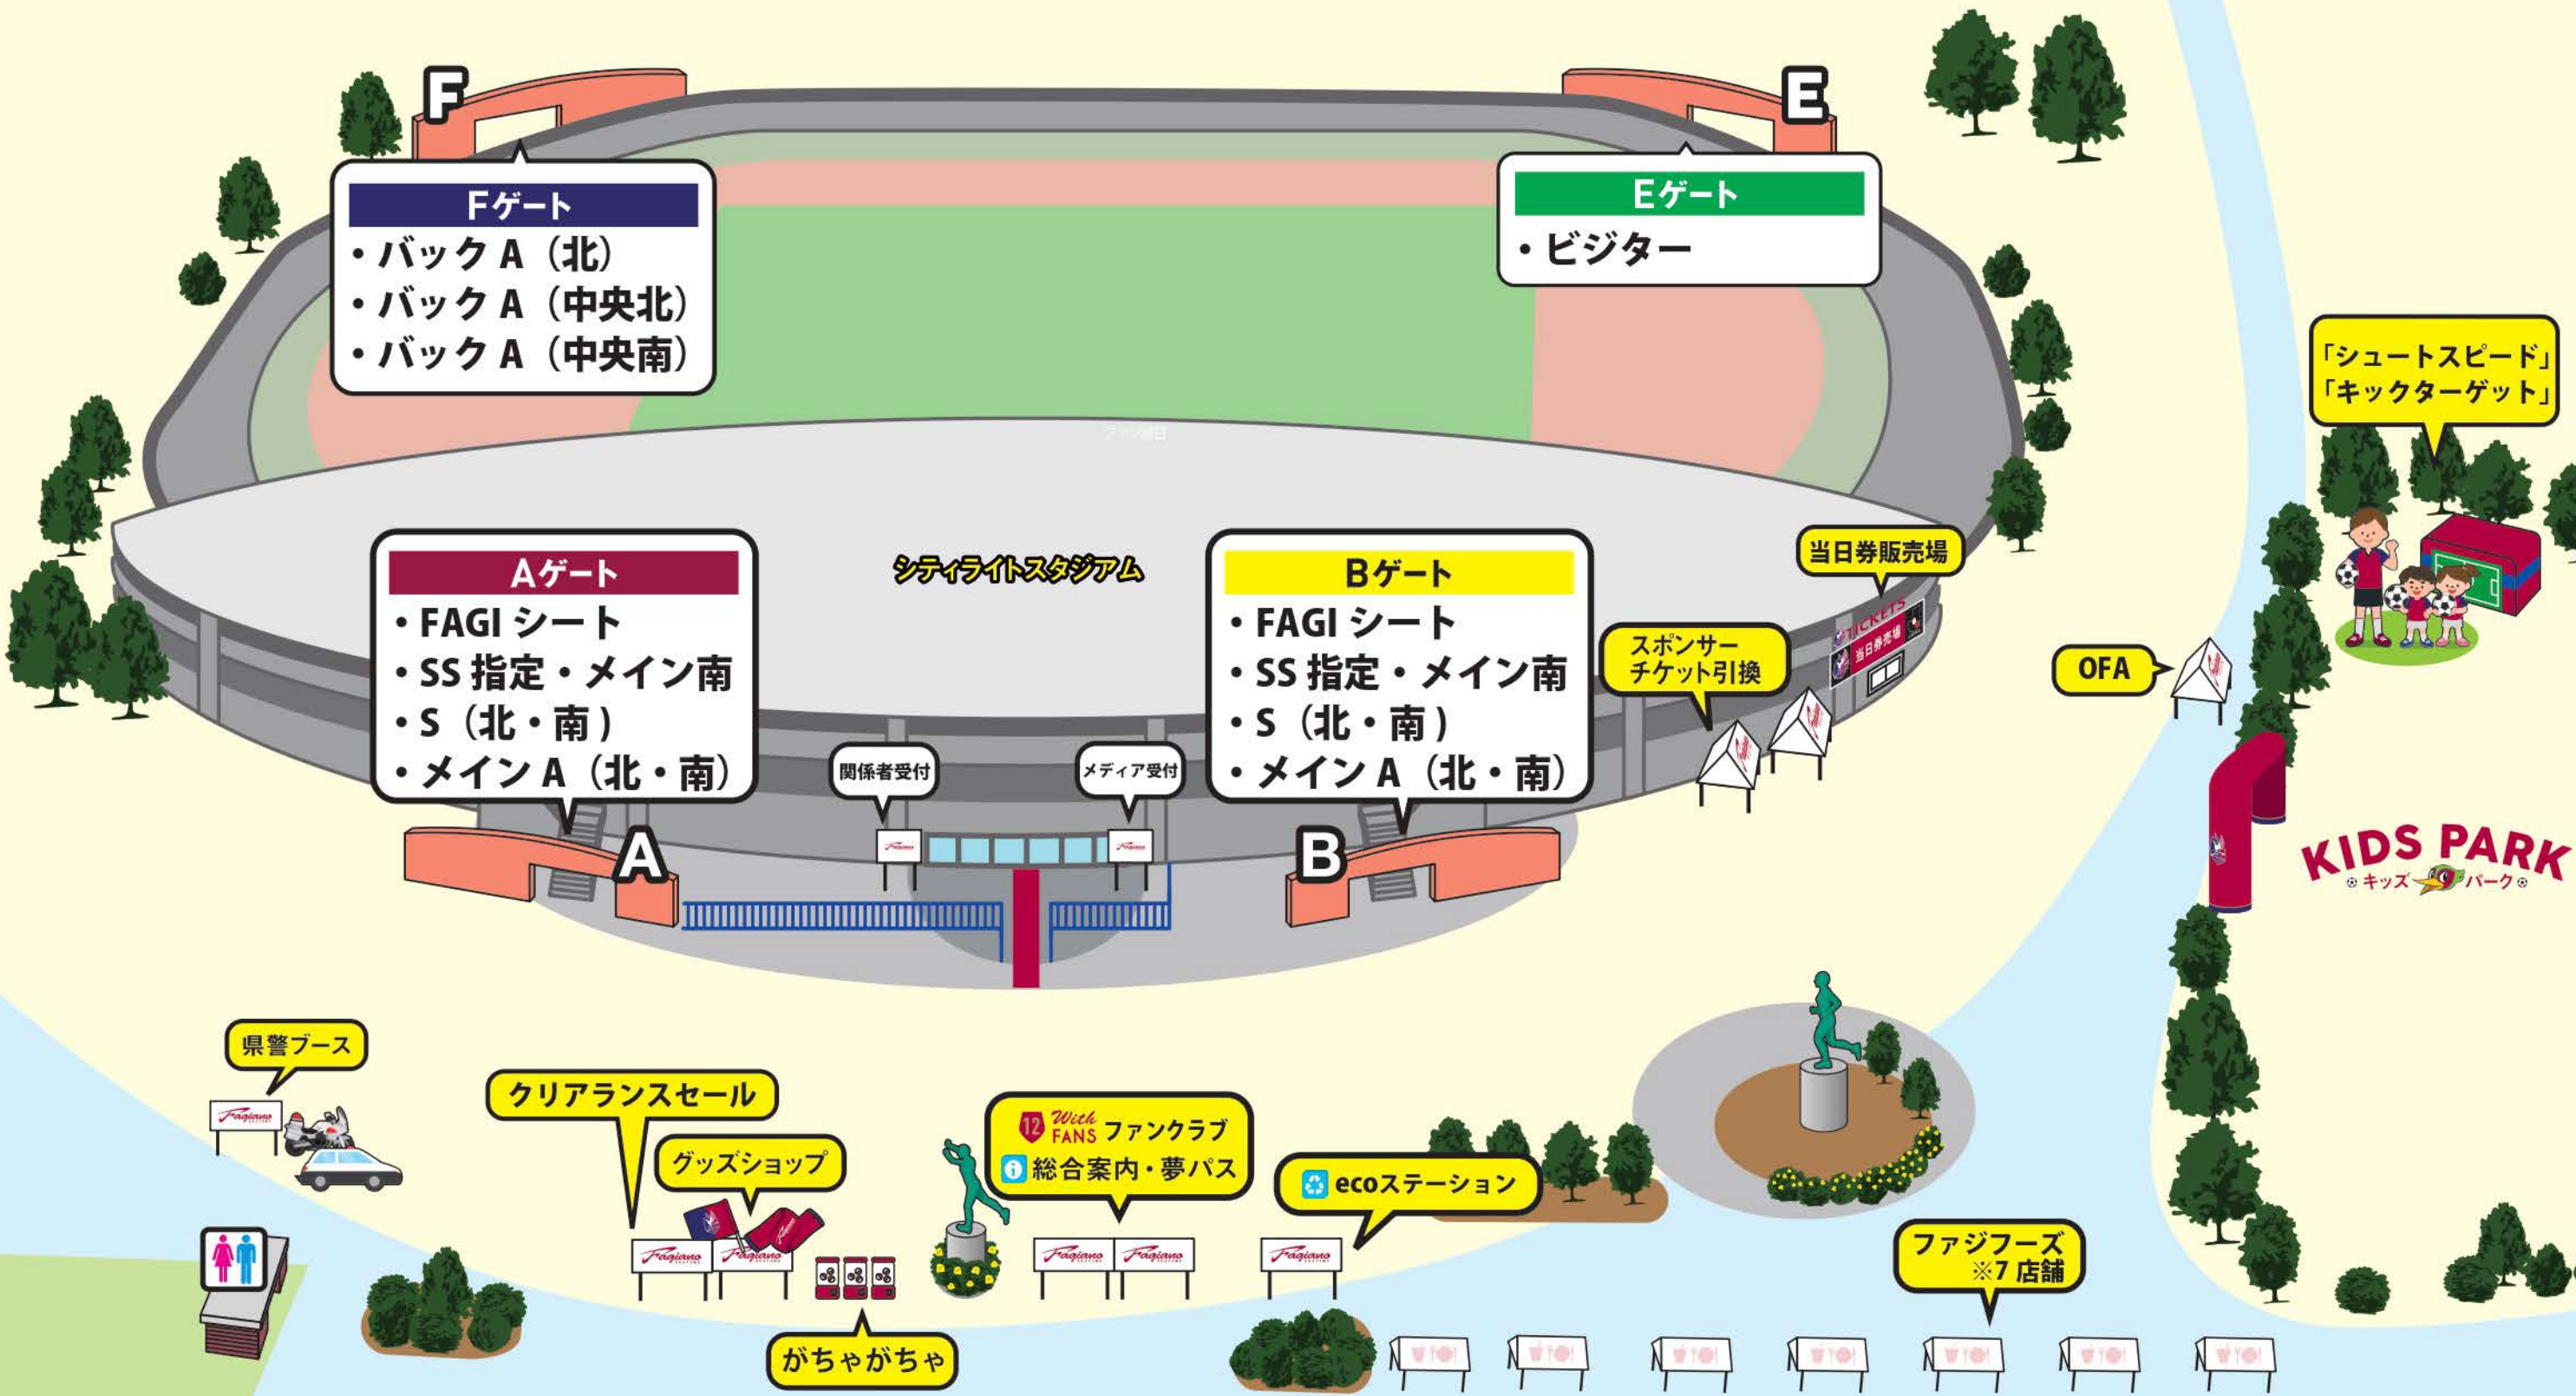 F
E
Fゲート
・バックA（北）
・バックA（中央北）
・バックA（中央南）
Eゲート
・ビジター
「シュートスピード」
「キックターゲット」
シティライトスタジアム
Aゲート
・FAGIシート
・SS指定・メイン南
・S（北・南）
・メインA（北・南）
Bゲート
・FAGIシート
・SS指定・メイン南
・S（北・南）
・メインA（北・南）
当日券販売場
TICKETS
当日券売場
スポンサー
チケット引換
OFA
関係者受付
メディア受付
Fagiano
Fagiano
A
B
KIDS PARK
キッズ パーク
県警ブース
Fagiano
クリアランスセール
グッズショップ
Fagiano
Fagiano
がちゃがちゃ
12 With FANS ファンクラブ
i 総合案内・夢パス
Fagiano
Fagiano
ecoステーション
Fagiano
ファジフーズ
※7店舗